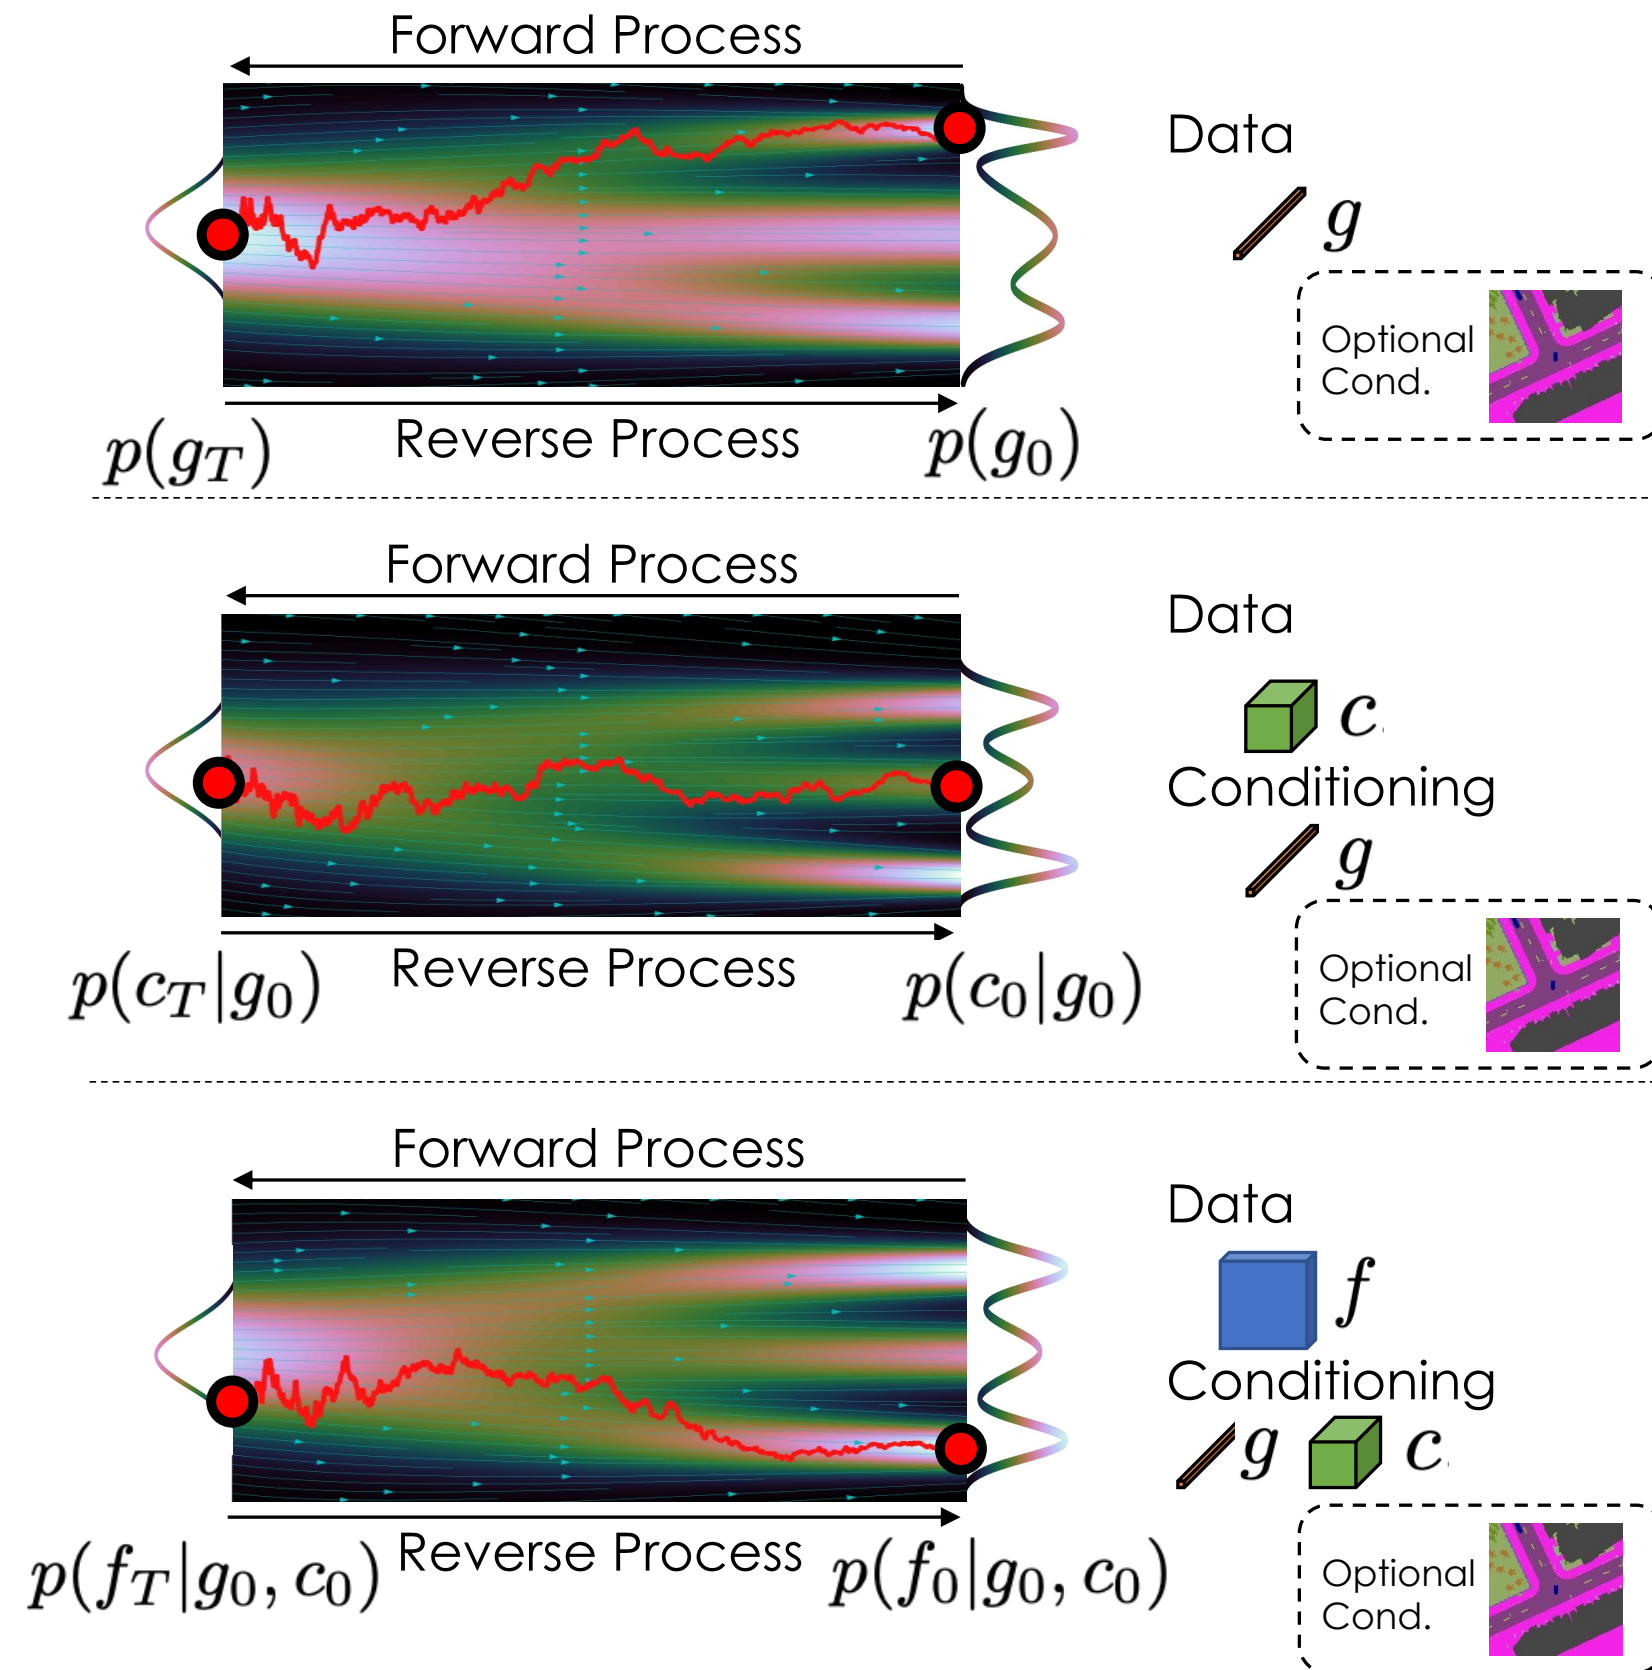 Forward Process
Data
g
Optional
Cond.
p(g_T)
Reverse Process
p(g_0)
Forward Process
Data
c
Conditioning
g
Optional
Cond.
p(c_T|g_0)
Reverse Process
p(c_0|g_0)
Forward Process
Data
f
Conditioning
g c
Optional
Cond.
p(f_T|g_0, c_0)
Reverse Process
p(f_0|g_0, c_0)